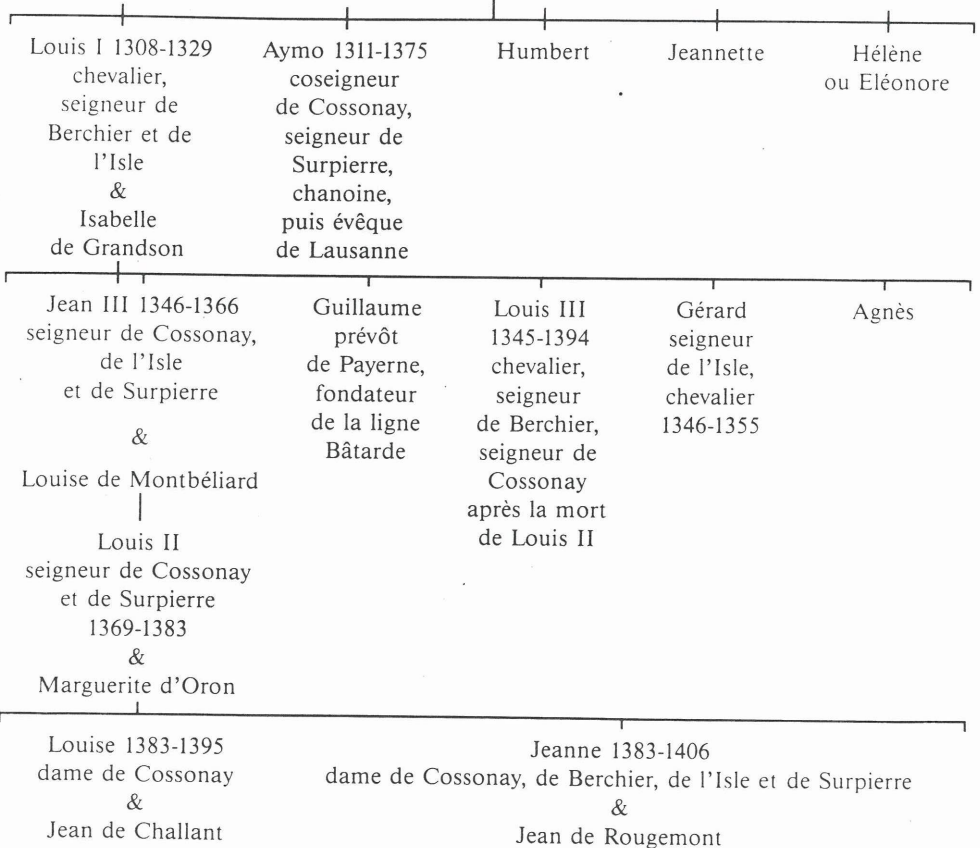 Louis I 1308-1329
chevalier,
seigneur de
Berchier et de
l'Isle
&
Isabelle
de Grandson
Aymo 1311-1375
coseigneur
de Cossonay,
seigneur de
Surpierre,
chanoine,
puis évêque
de Lausanne
Humbert
Jeannette
Hélène
ou Eléonore
Jean III 1346-1366
seigneur de Cossonay,
de l'Isle
et de Surpierre
&
Louise de Montbéliard
Louis II
seigneur de Cossonay
et de Surpierre
1369-1383
&
Marguerite d'Oron
Guillaume
prévôt
de Payerne,
fondateur
de la ligne
Bâtarde
Louis III
1345-1394
chevalier,
seigneur
de Berchier,
seigneur de
Cossonay
après la mort
de Louis II
Gérard
seigneur
de l'Isle,
chevalier
1346-1355
Agnès
Louise 1383-1395
dame de Cossonay
&
Jean de Challant
Jeanne 1383-1406
dame de Cossonay, de Berchier, de l'Isle et de Surpierre
&
Jean de Rougemont